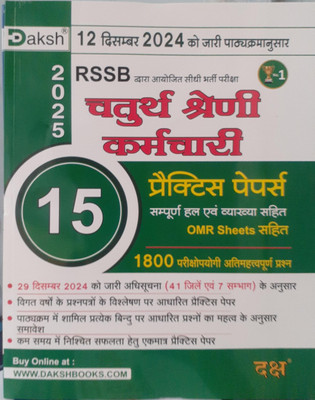 Daksh®
12 दिसम्बर 2024 को जारी पाठ्यक्रमानुसार
2025
RSSB द्वारा आयोजित सीधी भर्ती परीक्षा
-1
चतुर्थ श्रेणी
कर्मचारी
15
प्रैक्टिस पेपर्स
सम्पूर्ण हल एवं व्याख्या सहित
OMR Sheets सहित
1800 परीक्षोपयोगी अतिमहत्त्वपूर्ण प्रश्न
• 29 दिसम्बर 2024 को जारी अधिसूचना (41 जिलें एवं 7 सम्भाग) के अनुसार
• विगत वर्षों के प्रश्नपत्रों के विश्लेषण पर आधारित प्रैक्टिस पेपर
• पाठ्यक्रम में शामिल प्रत्येक बिन्दु पर आधारित प्रश्नों का महत्व के अनुसार
समावेश
• कम समय में निश्चित सफलता हेतु एकमात्र प्रैक्टिस पेपर
Buy Online at :
WWW.DAKSHBOOKS.COM
दक्ष®